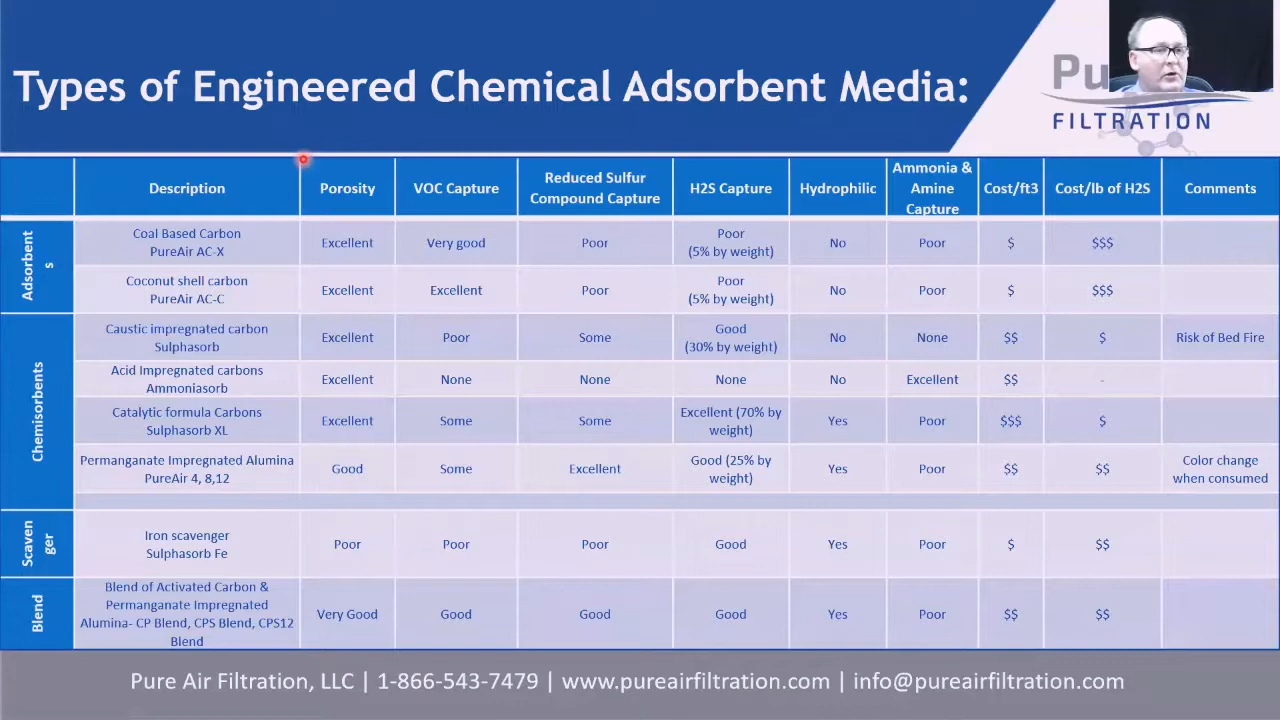 Types of Engineered Chemical Adsorbent Media:
Pu
FILTRATION
Description
Porosity
VOC Capture
Reduced Sulfur
Compound Capture
H2S Capture
Hydrophilic
Ammonia &
Amine
Capture
Cost/ft3
Cost/lb of H2S
Comments
Adsorbent
s
Coal Based Carbon
PureAir AC-X
Excellent
Very good
Poor
Poor
(5% by weight)
No
Poor
$
$$$
Coconut shell carbon
PureAir AC-C
Excellent
Excellent
Poor
Poor
(5% by weight)
No
Poor
$
$$$
Chemisorbents
Caustic impregnated carbon
Sulphasorb
Excellent
Poor
Some
Good
(30% by weight)
No
None
$$
$
Risk of Bed Fire
Acid Impregnated carbons
Ammoniasorb
Excellent
None
None
None
No
Excellent
$$
-
Catalytic formula Carbons
Sulphasorb XL
Excellent
Some
Some
Excellent (70% by
weight)
Yes
Poor
$$$
$
Permanganate Impregnated Alumina
PureAir 4, 8,12
Good
Some
Excellent
Good (25% by
weight)
Yes
Poor
$$
$$
Color change
when consumed
Scaven
ger
Iron scavenger
Sulphasorb Fe
Poor
Poor
Poor
Good
Yes
Poor
$
$$
Blend
Blend of Activated Carbon &
Permanganate Impregnated
Alumina- CP Blend, CPS Blend, CPS12
Blend
Very Good
Good
Good
Good
Yes
Poor
$$
$$
Pure Air Filtration, LLC | 1-866-543-7479 | www.pureairfiltration.com | info@pureairfiltration.com